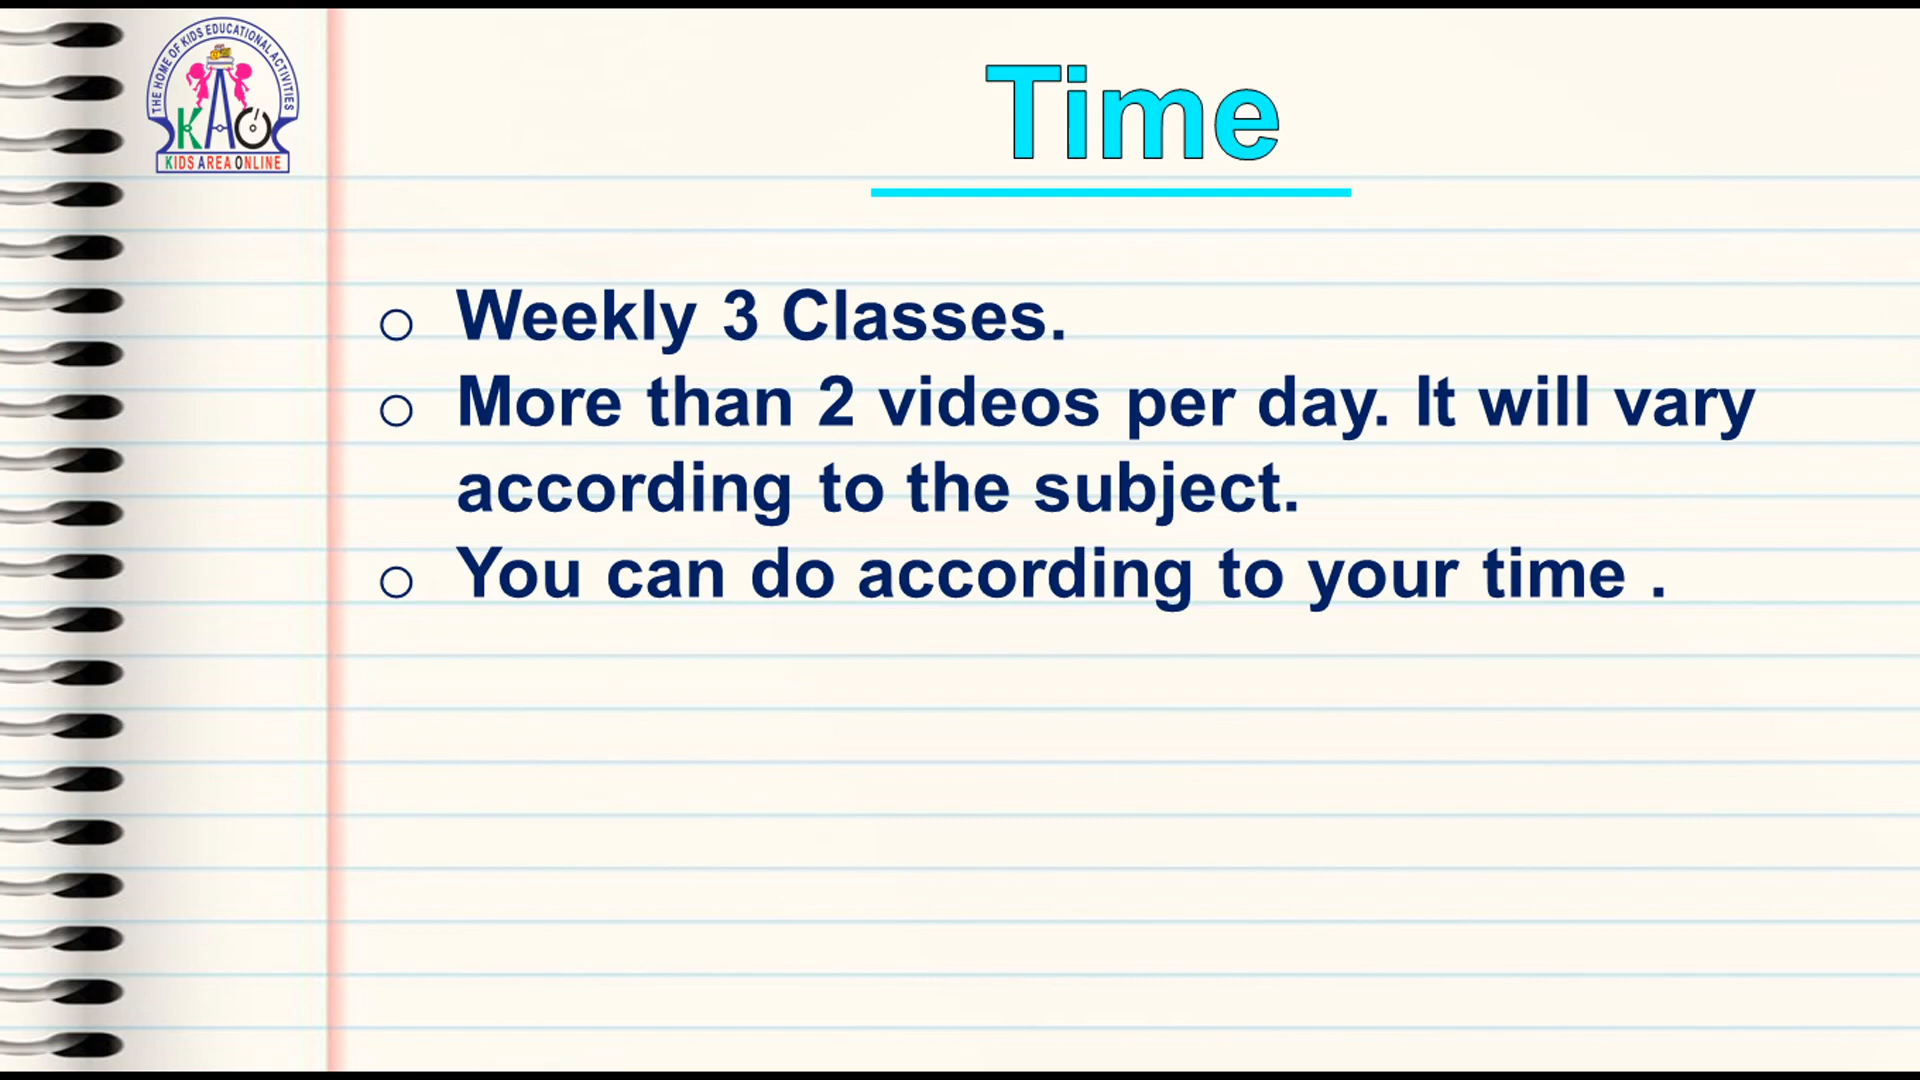 THE HOME OF KIDS EDUCATIONAL ACTIVITIES
KAO
KIDS AREA ONLINE
Time
o Weekly 3 Classes.
o More than 2 videos per day. It will vary
according to the subject.
o You can do according to your time .